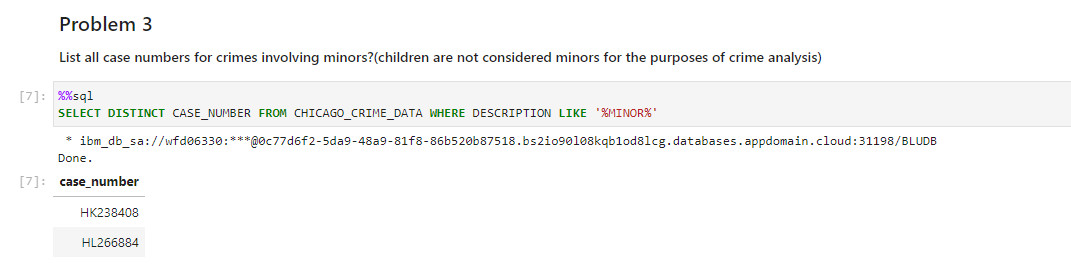 Problem 3
List all case numbers for crimes involving minors?(children are not considered minors for the purposes of crime analysis)
[7]: %%sql
SELECT DISTINCT CASE_NUMBER FROM CHICAGO_CRIME_DATA WHERE DESCRIPTION LIKE '%MINOR%'
* ibm_db_sa://wfd06330:***@0c77d6f2-5da9-48a9-81f8-86b520b87518.bs2io90l08kqb1od8lcg.databases.appdomain.cloud:31198/BLUDB
Done.
[7]: case_number
HK238408
HL266884